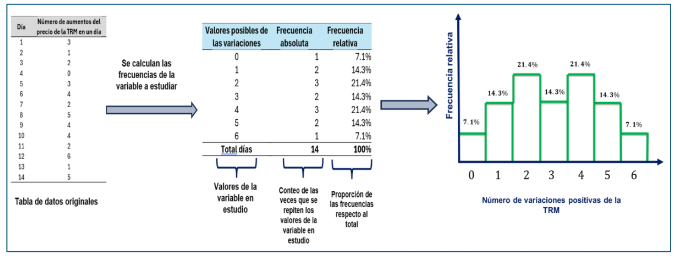 Día Número de aumentos del precio de la TRM en un día
1 3
2 1
3 2
4 0
5 3
6 4
7 2
8 5
9 4
10 4
11 2
12 6
13 1
14 5
Tabla de datos originales
Se calculan las
frecuencias de la
variable a estudiar
Valores posibles de las variaciones Frecuencia absoluta Frecuencia relativa
0 1 7.1%
1 2 14.3%
2 3 21.4%
3 2 14.3%
4 3 21.4%
5 2 14.3%
6 1 7.1%
Total días 14 100%
Valores de la
variable en
estudio
Conteo de las
veces que se
repiten los
valores de la
variable en
estudio
Proporción de
las frecuencias
respecto al
total
Frecuencia relativa
7.1%
14.3%
21.4%
14.3%
21.4%
14.3%
7.1%
0 1 2 3 4 5 6
Número de variaciones positivas de la
TRM